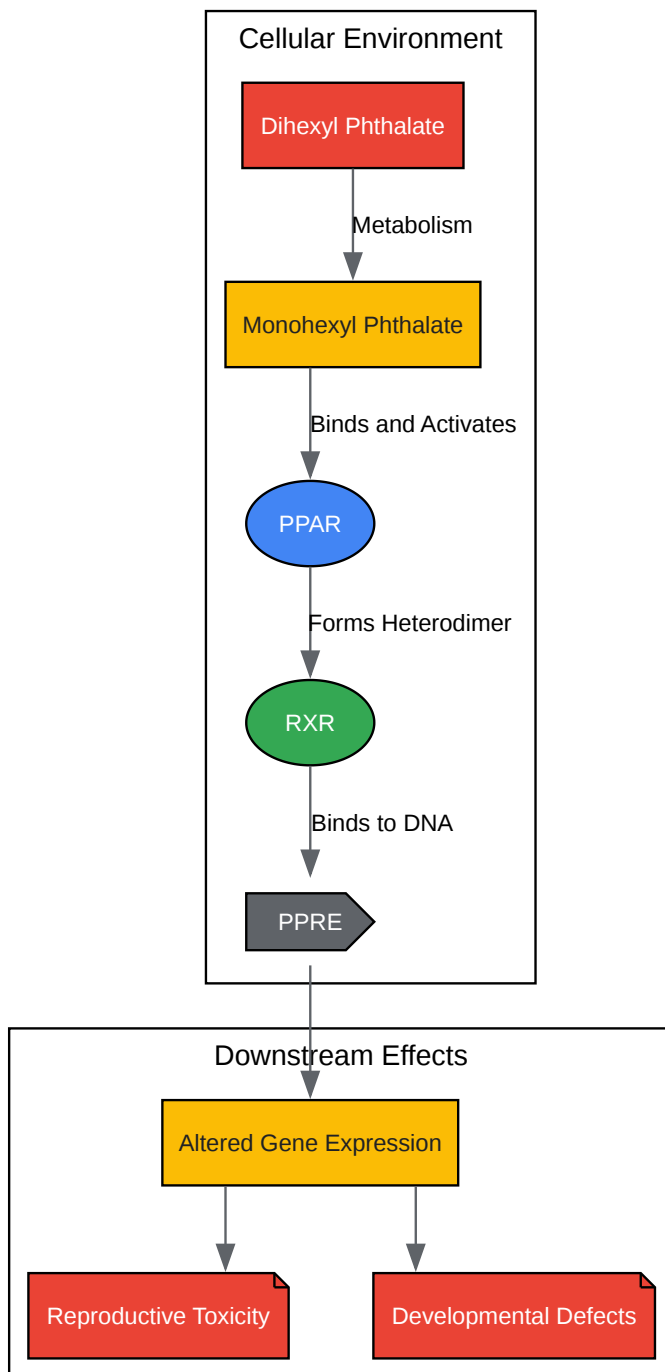 Cellular Environment
Dihexyl Phthalate
Metabolism
Monohexyl Phthalate
Binds and Activates
PPAR
Forms Heterodimer
RXR
Binds to DNA
PPRE
Downstream Effects
Altered Gene Expression
Reproductive Toxicity
Developmental Defects